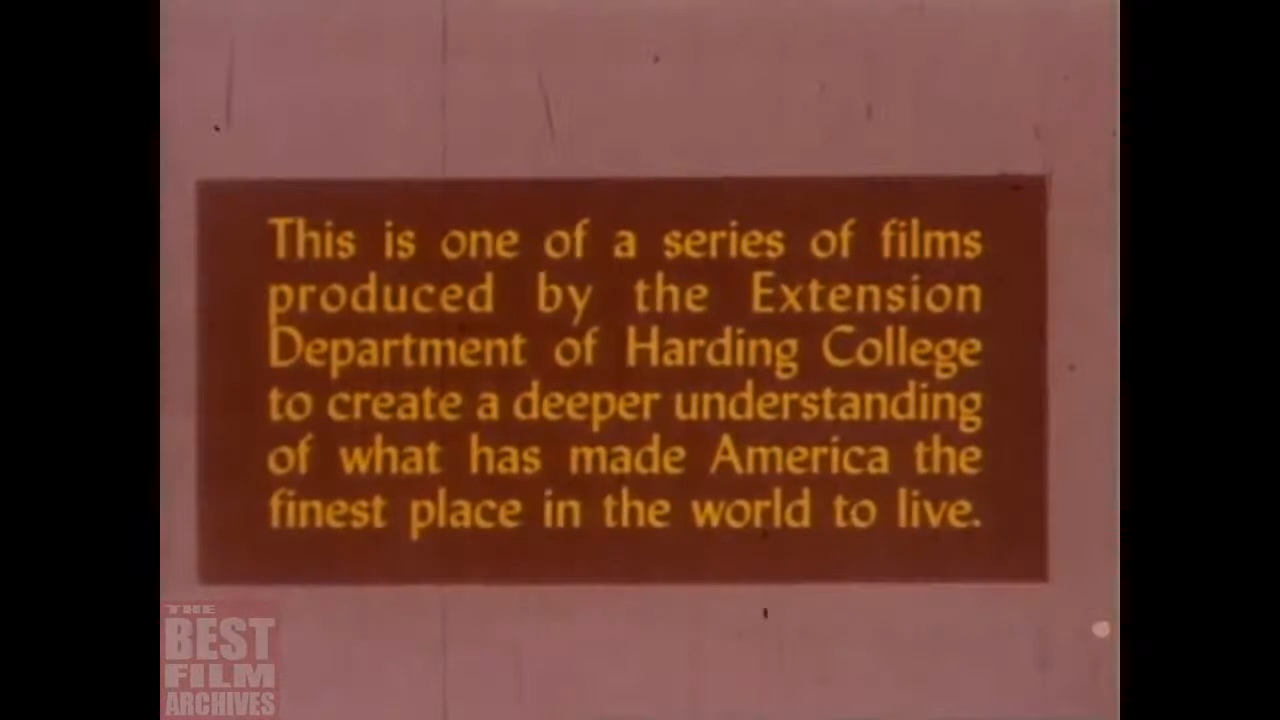 This is one of a series of films
produced by the Extension
Department of Harding College
to create a deeper understanding
of what has made America the
finest place in the world to live.
THE
BEST
FILM
ARCHIVES